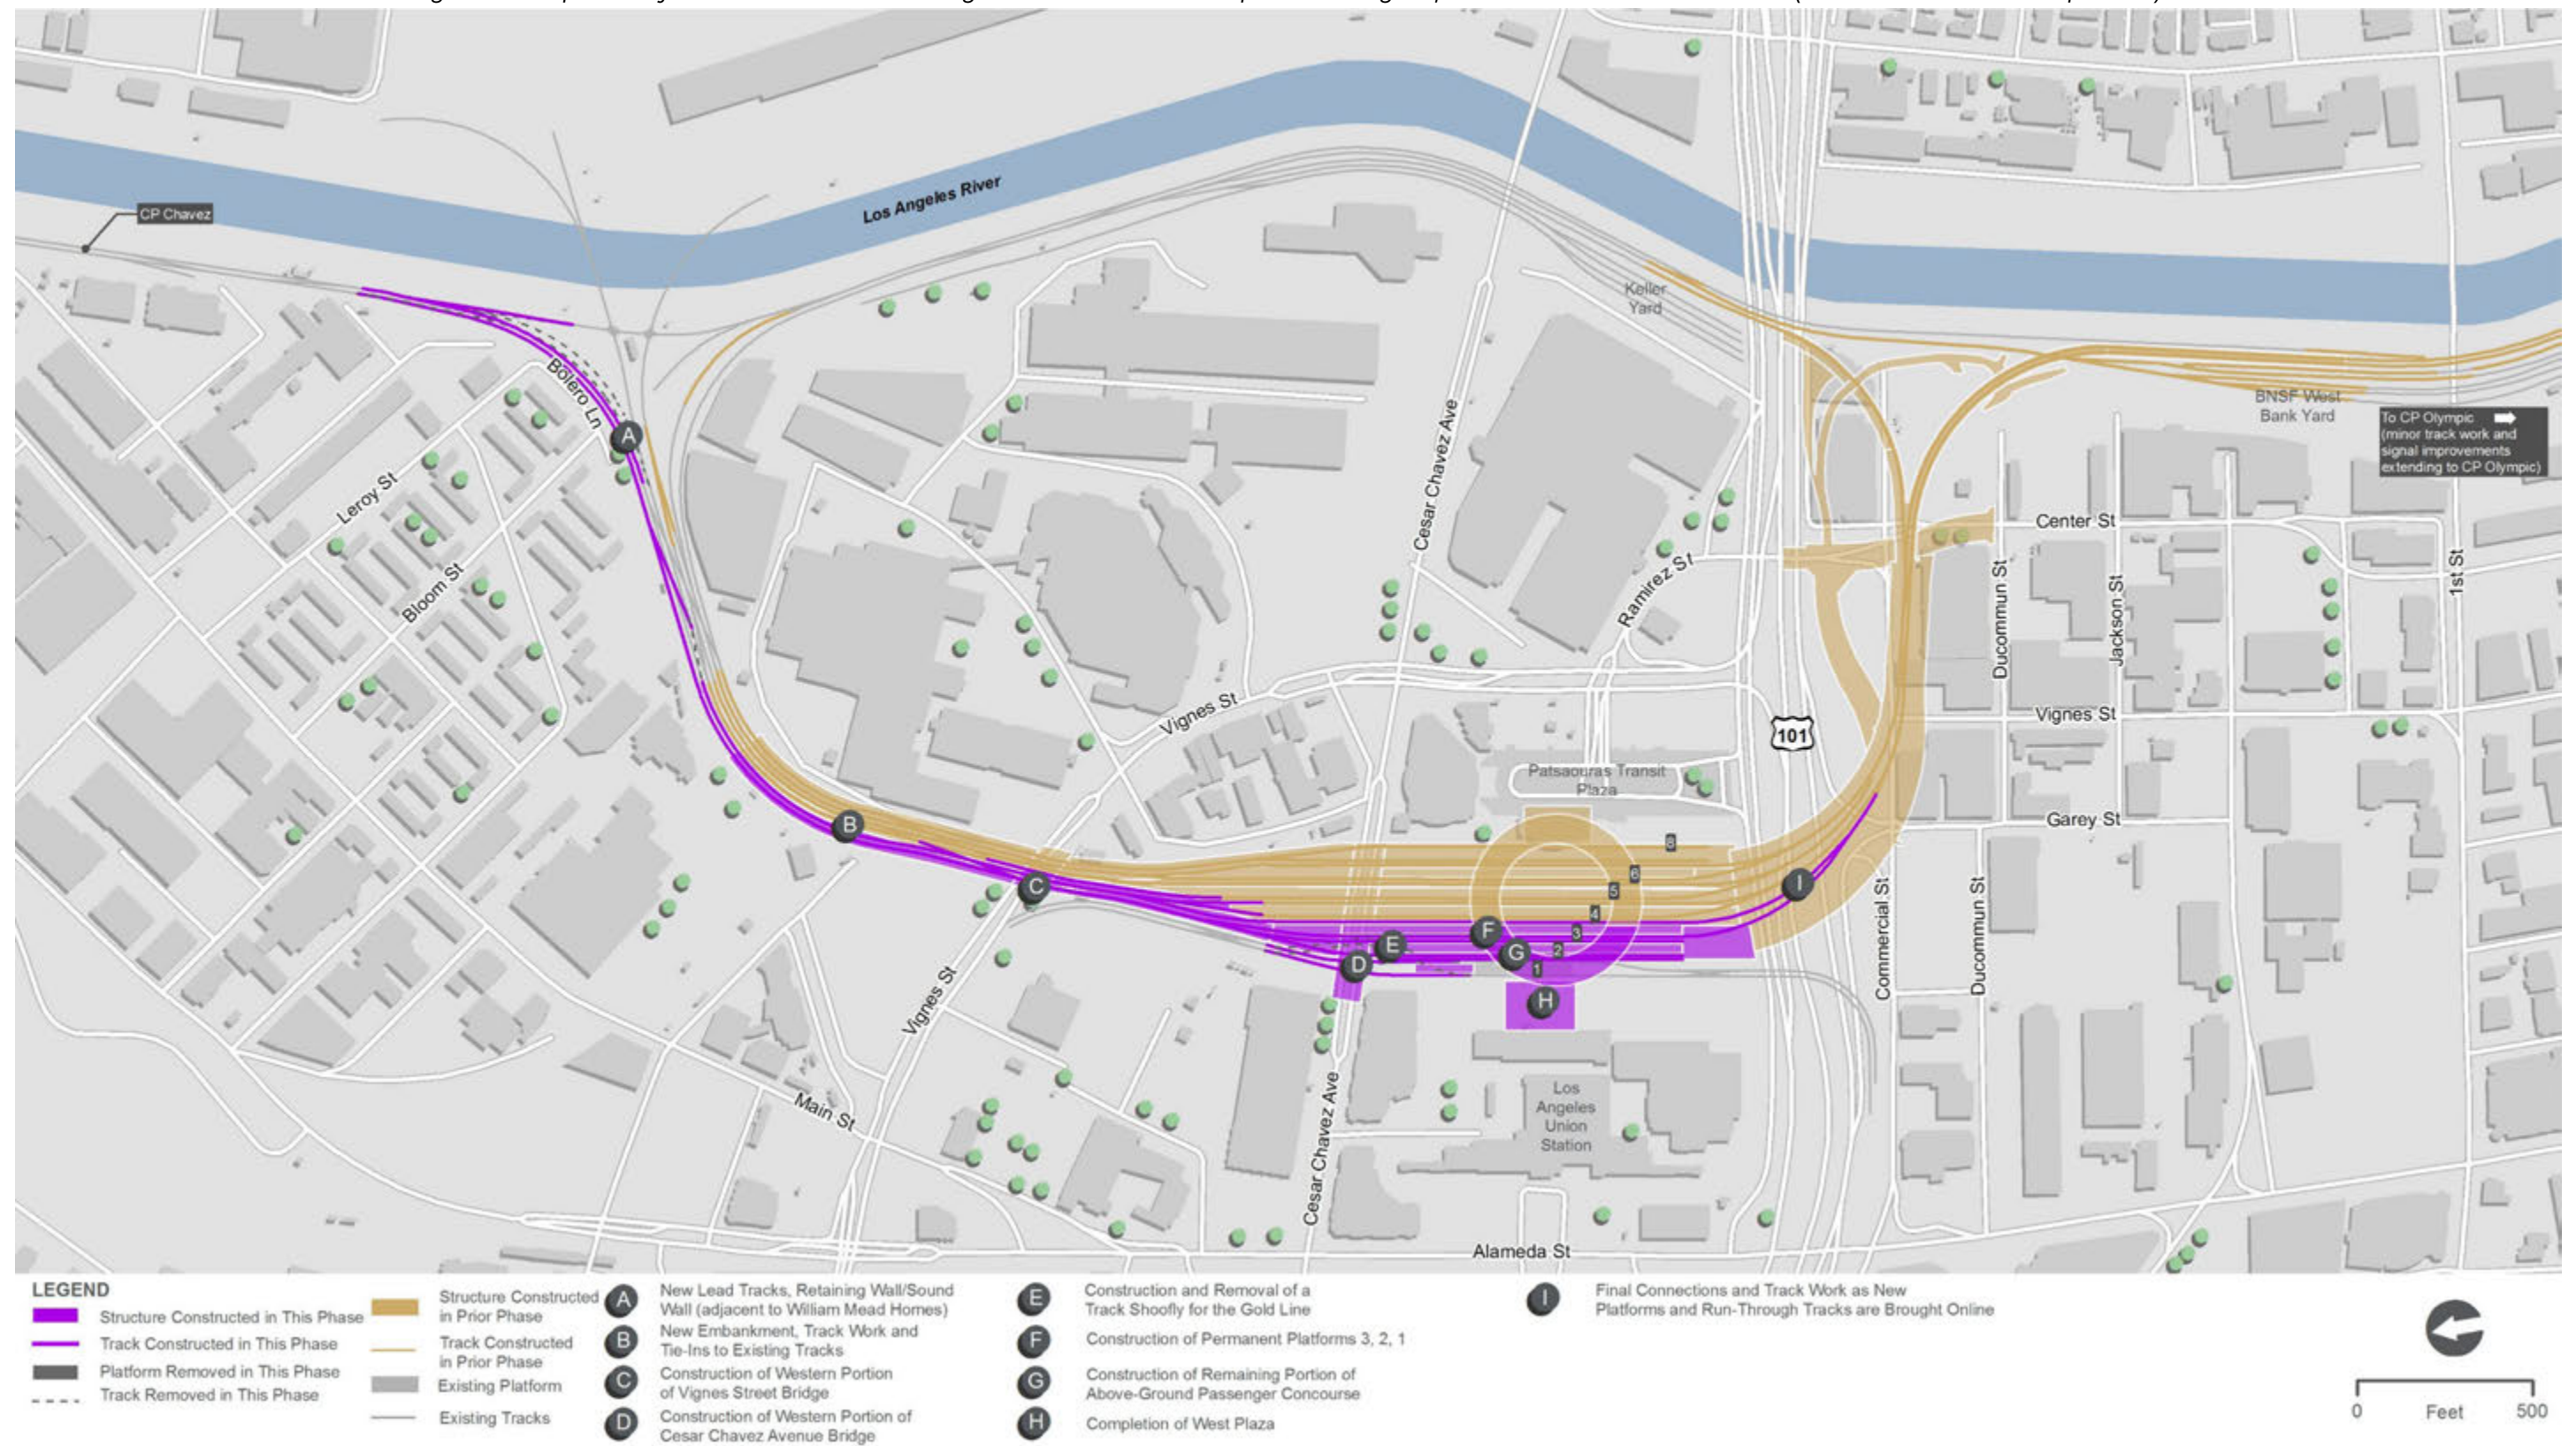 CP Chavez
Los Angeles River
Keller
Yard
BNSF West
Bank Yard
To CP Olympic
(minor track work and
signal improvements
extending to CP Olympic)
Bolero Ln
A
Leroy St
Bloom St
Cesar Chavez Ave
Ramirez St
Center St
Ducommun St
Jackson St
1st St
Vignes St
101
Vignes St
Patsaouras Transit
Plaza
Garey St
B
C
8
6
5
4
3
2
1
I
F
E
G
D
H
Commercial St
Ducommun St
Vignes St
Main St
Cesar Chavez Ave
Los
Angeles
Union
Station
Alameda St
LEGEND
Structure Constructed in This Phase
Track Constructed in This Phase
Platform Removed in This Phase
Track Removed in This Phase
Structure Constructed
in Prior Phase
Track Constructed
in Prior Phase
Existing Platform
Existing Tracks
A
New Lead Tracks, Retaining Wall/Sound
Wall (adjacent to William Mead Homes)
B
New Embankment, Track Work and
Tie-Ins to Existing Tracks
C
Construction of Western Portion
of Vignes Street Bridge
D
Construction of Western Portion of
Cesar Chavez Avenue Bridge
E
Construction and Removal of a
Track Shoofly for the Gold Line
F
Construction of Permanent Platforms 3, 2, 1
G
Construction of Remaining Portion of
Above-Ground Passenger Concourse
H
Completion of West Plaza
I
Final Connections and Track Work as New
Platforms and Run-Through Tracks are Brought Online
0 Feet 500